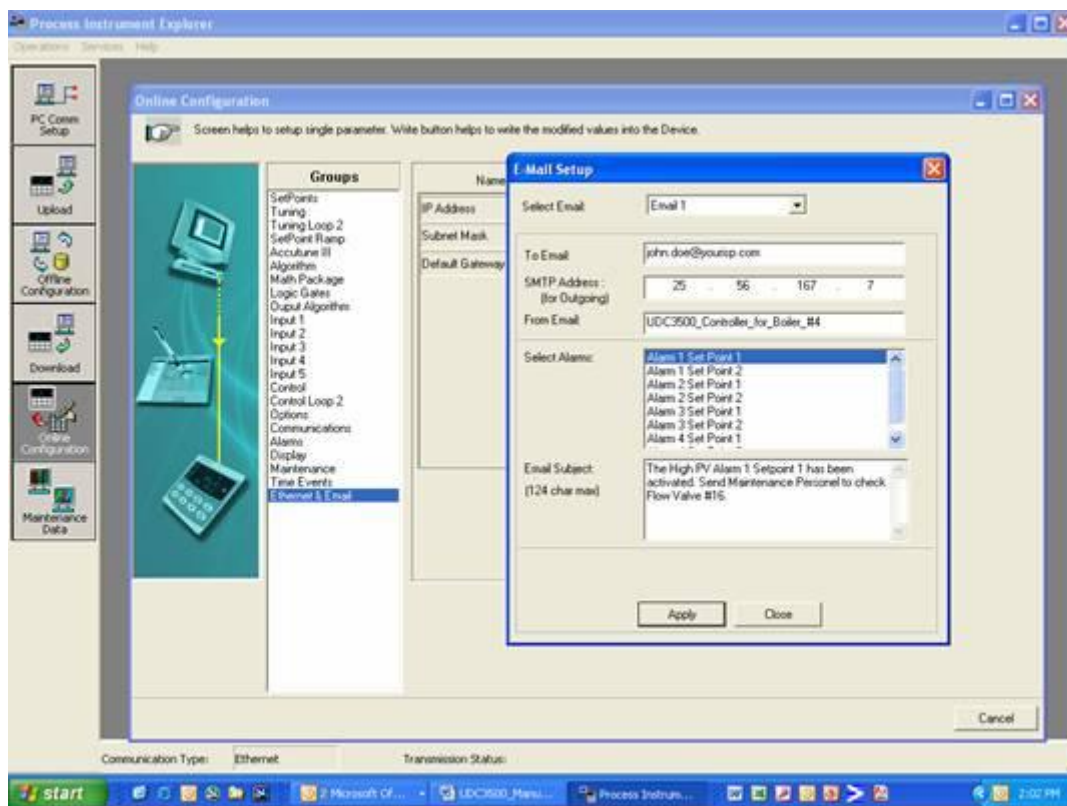 Process Instrument Explorer
Operations Services Help
PC Comm
Setup
Upload
Offline
Configuration
Download
Online
Configuration
Maintenance
Data
Online Configuration
Screen helps to setup single parameter. Write button helps to write the modified values into the Device.
Groups
SetPoints
Tuning
Tuning Loop 2
SetPoint Ramp
Accutune III
Algorithm
Math Package
Logic Gates
Ouput Algorithm
Input 1
Input 2
Input 3
Input 4
Input 5
Control
Control Loop 2
Options
Communications
Alarms
Display
Maintenance
Time Events
Ethernet & Email
Name
IP Address
Subnet Mask
Default Gateway
E-Mail Setup
Select Email: Email 1
To Email: john.doe@yourisp.com
SMTP Address : 25 . 56 . 167 . 7
(for Outgoing)
From Email: UDC3500_Controller_for_Boiler_#4
Select Alarms: Alarm 1 Set Point 1
Alarm 1 Set Point 2
Alarm 2 Set Point 1
Alarm 2 Set Point 2
Alarm 3 Set Point 1
Alarm 3 Set Point 2
Alarm 4 Set Point 1
Email Subject: The High PV Alarm 1 Setpoint 1 has been
(124 char max) activated. Send Maintenance Personel to check
Flow Valve #16.
Apply Close
Cancel
Communication Type: Ethernet Transmission Status:
start 2 Microsoft Of... UDC3500_Manu... Process Instrum... 2:02 PM